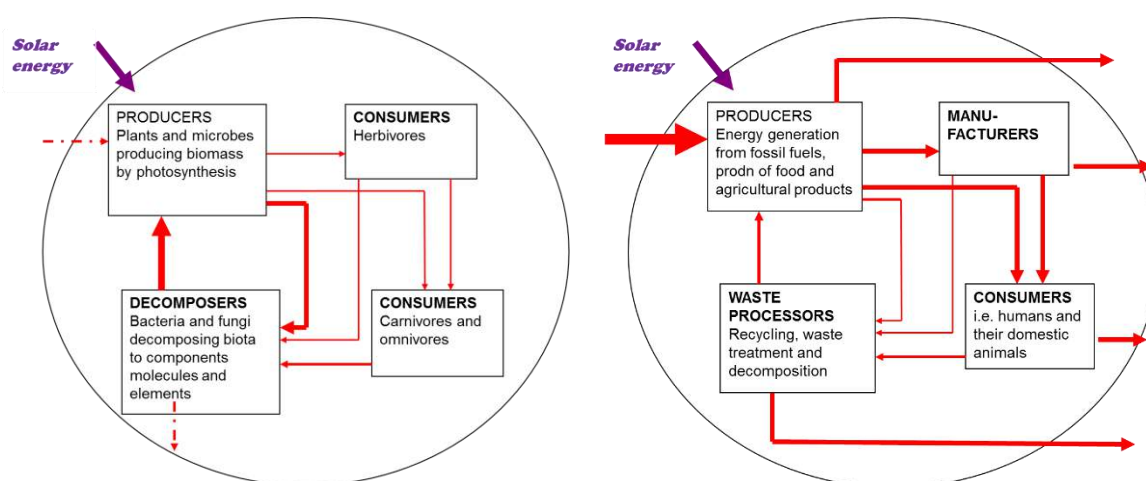 Solar
energy
PRODUCERS
Plants and microbes
producing biomass
by photosynthesis
CONSUMERS
Herbivores
DECOMPOSERS
Bacteria and fungi
decomposing biota
to components
molecules and
elements
CONSUMERS
Carnivores and
omnivores
Solar
energy
PRODUCERS
Energy generation
from fossil fuels,
prodn of food and
agricultural products
MANU-
FACTURERS
WASTE
PROCESSORS
Recycling, waste
treatment and
decomposition
CONSUMERS
i.e. humans and
their domestic
animals